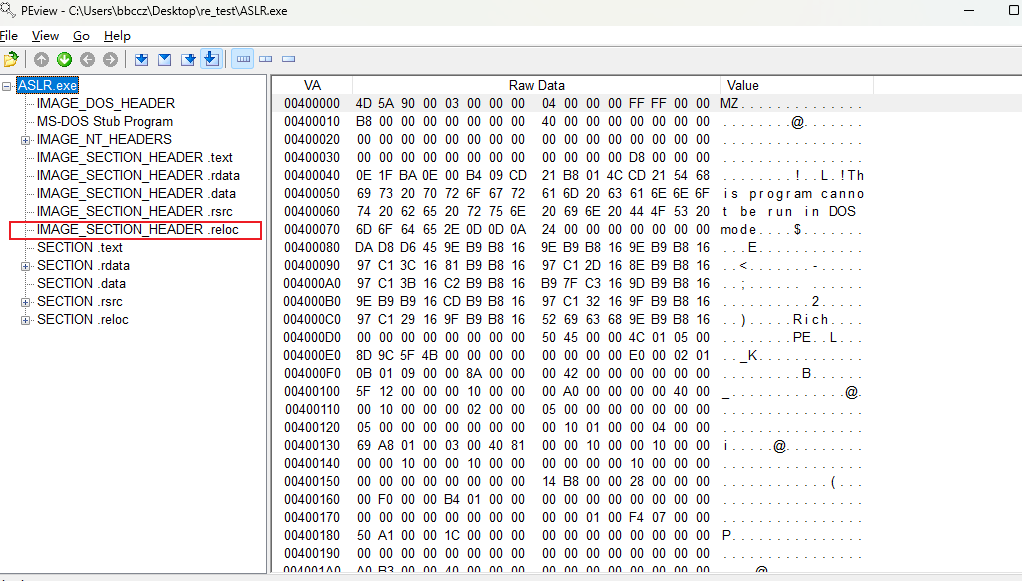 PEview - C:\Users\bbccz\Desktop\re_test\ASLR.exe
File View Go Help
ASLR.exe
IMAGE_DOS_HEADER
MS-DOS Stub Program
IMAGE_NT_HEADERS
IMAGE_SECTION_HEADER .text
IMAGE_SECTION_HEADER .rdata
IMAGE_SECTION_HEADER .data
IMAGE_SECTION_HEADER .rsrc
IMAGE_SECTION_HEADER .reloc
SECTION .text
SECTION .rdata
SECTION .data
SECTION .rsrc
SECTION .reloc
VA Raw Data Value
00400000 4D 5A 90 00 03 00 00 00 04 00 00 00 FF FF 00 00 MZ..............
00400010 B8 00 00 00 00 00 00 00 40 00 00 00 00 00 00 00 ........@.......
00400020 00 00 00 00 00 00 00 00 00 00 00 00 00 00 00 00 ................
00400030 00 00 00 00 00 00 00 00 00 00 00 00 D8 00 00 00 ................
00400040 0E 1F BA 0E 00 B4 09 CD 21 B8 01 4C CD 21 54 68 ........!..L.!Th
00400050 69 73 20 70 72 6F 67 72 61 6D 20 63 61 6E 6E 6F is program canno
00400060 74 20 62 65 20 72 75 6E 20 69 6E 20 44 4F 53 20 t be run in DOS
00400070 6D 6F 64 65 2E 0D 0D 0A 24 00 00 00 00 00 00 00 mode....$.......
00400080 DA D8 D6 45 9E B9 B8 16 9E B9 B8 16 9E B9 B8 16 ...E............
00400090 97 C1 3C 16 81 B9 B8 16 97 C1 2D 16 8E B9 B8 16 ..<.......-.....
004000A0 97 C1 3B 16 C2 B9 B8 16 B9 7F C3 16 9D B9 B8 16 ..;.............
004000B0 9E B9 B9 16 CD B9 B8 16 97 C1 32 16 9F B9 B8 16 ..........2.....
004000C0 97 C1 29 16 9F B9 B8 16 52 69 63 68 9E B9 B8 16 ..).....Rich....
004000D0 00 00 00 00 00 00 00 00 50 45 00 00 4C 01 05 00 ........PE..L...
004000E0 8D 9C 5F 4B 00 00 00 00 00 00 00 00 E0 00 02 01 .._K............
004000F0 0B 01 09 00 00 8A 00 00 00 42 00 00 00 00 00 00 .........B......
00400100 5F 12 00 00 00 10 00 00 00 A0 00 00 00 00 40 00 _.............@.
00400110 00 10 00 00 00 02 00 00 05 00 00 00 00 00 00 00 ................
00400120 05 00 00 00 00 00 00 00 00 10 01 00 00 04 00 00 ................
00400130 69 A8 01 00 03 00 40 81 00 00 10 00 00 10 00 00 i.....@.........
00400140 00 00 10 00 00 10 00 00 00 00 00 00 10 00 00 00 ................
00400150 00 00 00 00 00 00 00 00 14 B8 00 00 28 00 00 00 ............(...
00400160 00 F0 00 00 B4 01 00 00 00 00 00 00 00 00 00 00 ................
00400170 00 00 00 00 00 00 00 00 00 00 01 00 F4 07 00 00 ................
00400180 50 A1 00 00 1C 00 00 00 00 00 00 00 00 00 00 00 P...............
00400190 00 00 00 00 00 00 00 00 00 00 00 00 00 00 00 00 ................
004001A0 A0 B3 00 00 40 00 00 00 00 00 00 00 00 00 00 00 ....@...........